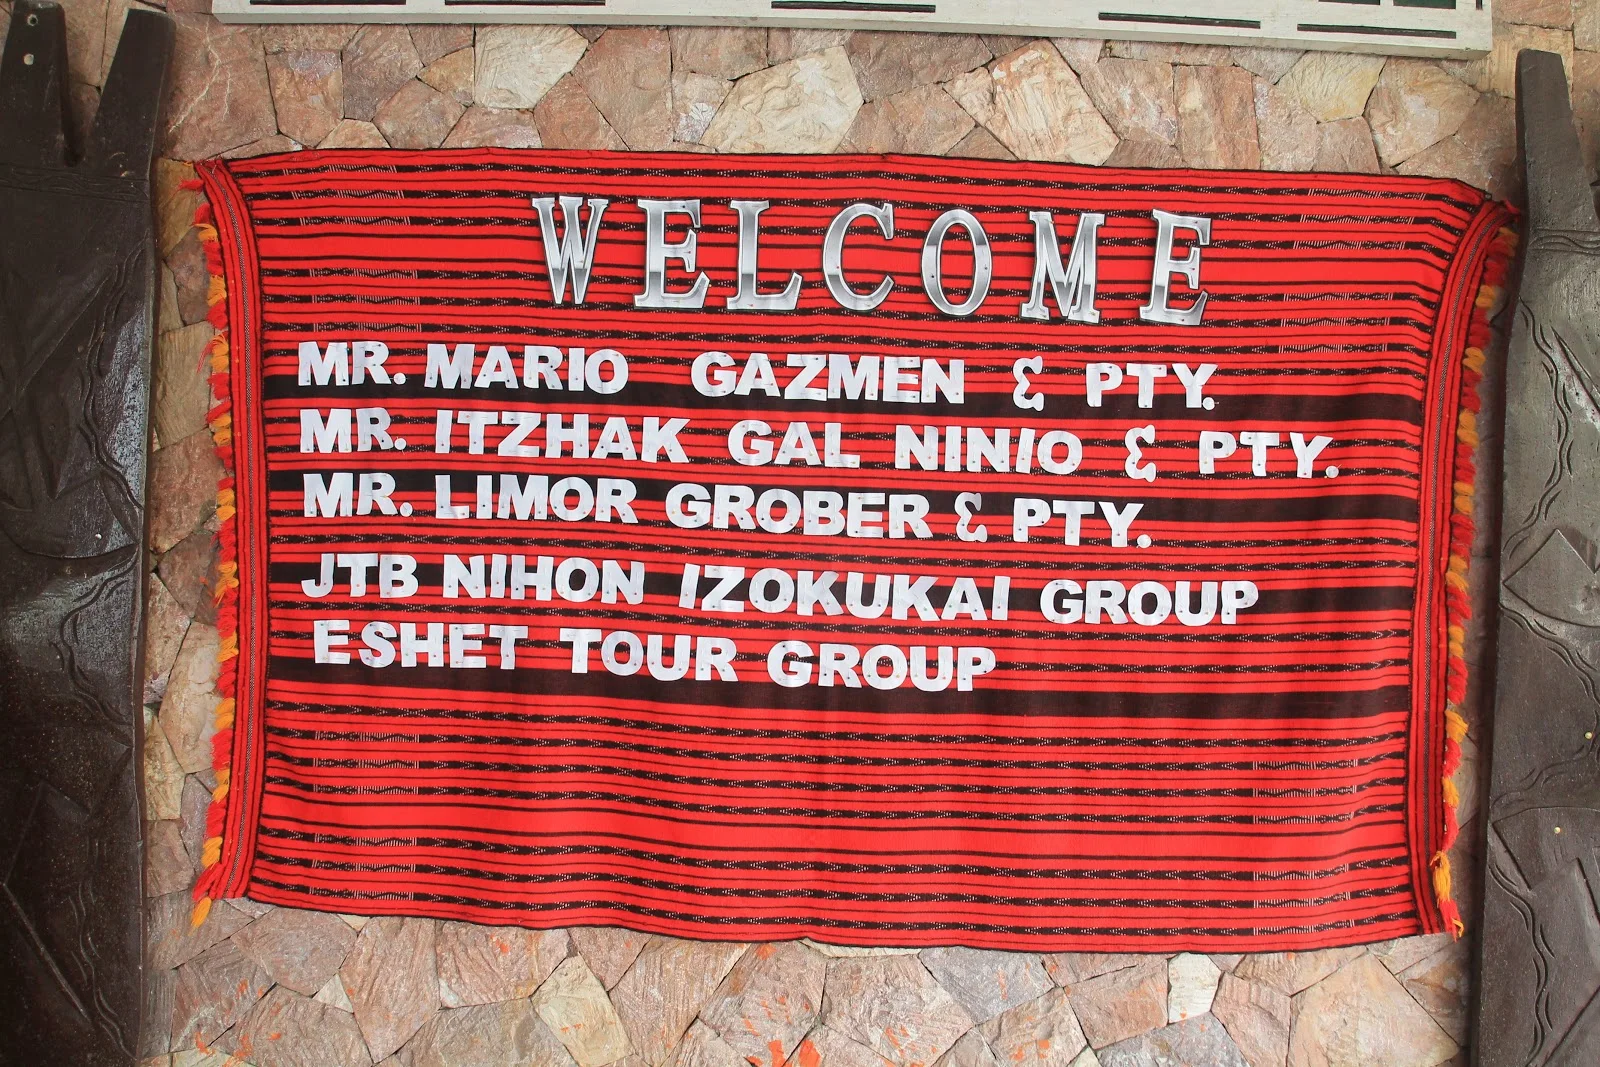 WELCOME
MR. MARIO GAZMEN & PTY.
MR. ITZHAK GAL NINIO & PTY.
MR. LIMOR GROBER & PTY.
JTB NIHON IZOKUKAI GROUP
ESHET TOUR GROUP